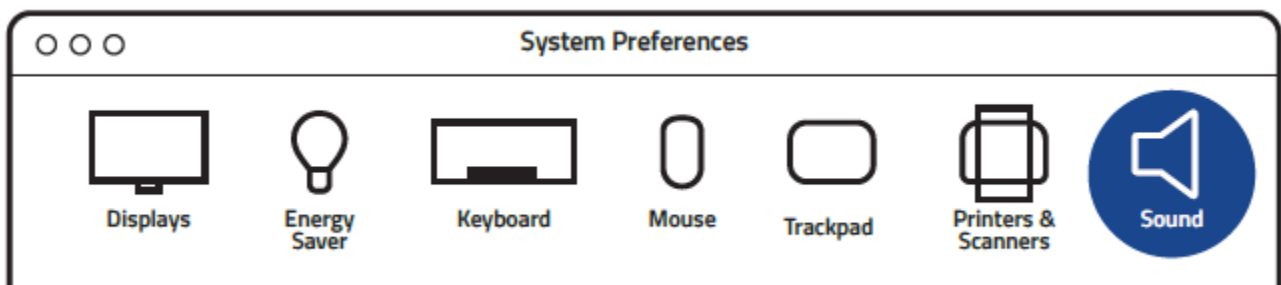 System Preferences
Displays
Energy
Saver
Keyboard
Mouse
Trackpad
Printers &
Scanners
Sound